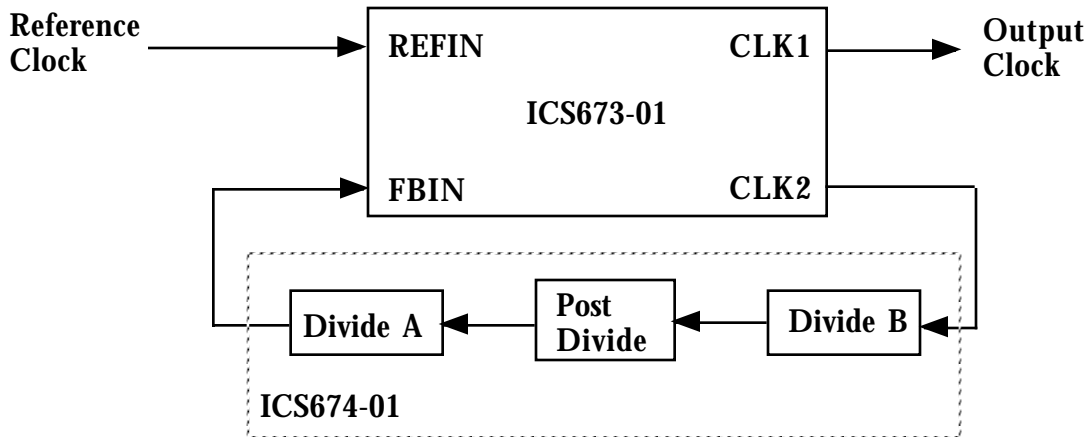 Reference
Clock
REFIN
CLK1
Output
Clock
ICS673-01
FBIN
CLK2
Divide A
Post
Divide
Divide B
ICS674-01